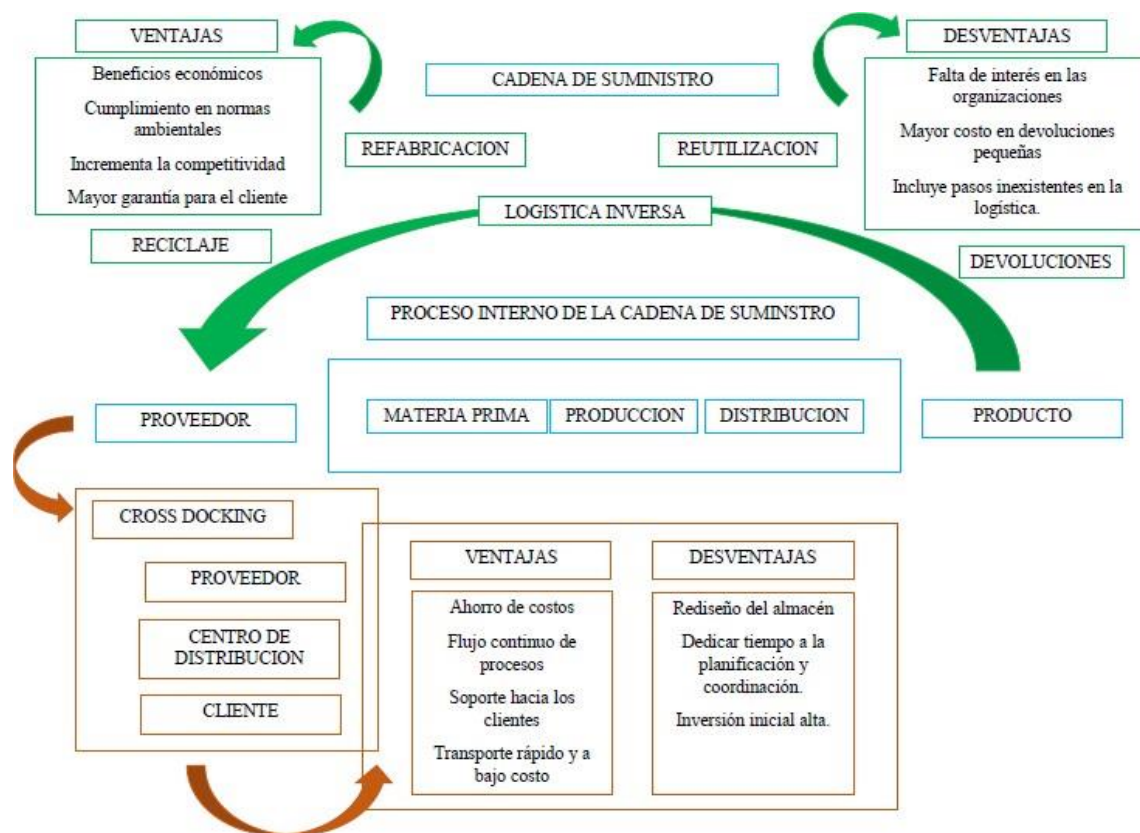 VENTAJAS
Beneficios económicos
Cumplimiento en normas
ambientales
Incrementa la competitividad
Mayor garantía para el cliente
RECICLAJE
CADENA DE SUMINISTRO
REFABRICACION
REUTILIZACION
LOGISTICA INVERSA
DESVENTAJAS
Falta de interés en las
organizaciones
Mayor costo en devoluciones
pequeñas
Incluye pasos inexistentes en la
logística.
DEVOLUCIONES
PROCESO INTERNO DE LA CADENA DE SUMINSTRO
PROVEEDOR
MATERIA PRIMA
PRODUCCION
DISTRIBUCION
PRODUCTO
CROSS DOCKING
PROVEEDOR
CENTRO DE
DISTRIBUCION
CLIENTE
VENTAJAS
Ahorro de costos
Flujo continuo de
procesos
Soporte hacia los
clientes
Transporte rápido y a
bajo costo
DESVENTAJAS
Rediseño del almacén
Dedicar tiempo a la
planificación y
coordinación.
Inversión inicial alta.